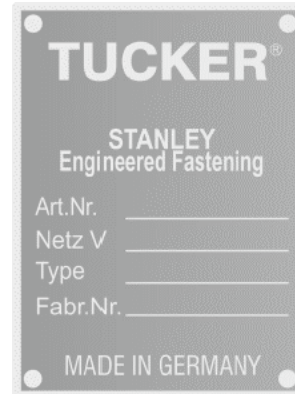 TUCKER®
STANLEY
Engineered Fastening
Art.Nr.
Netz V
Type
Fabr.Nr.
MADE IN GERMANY